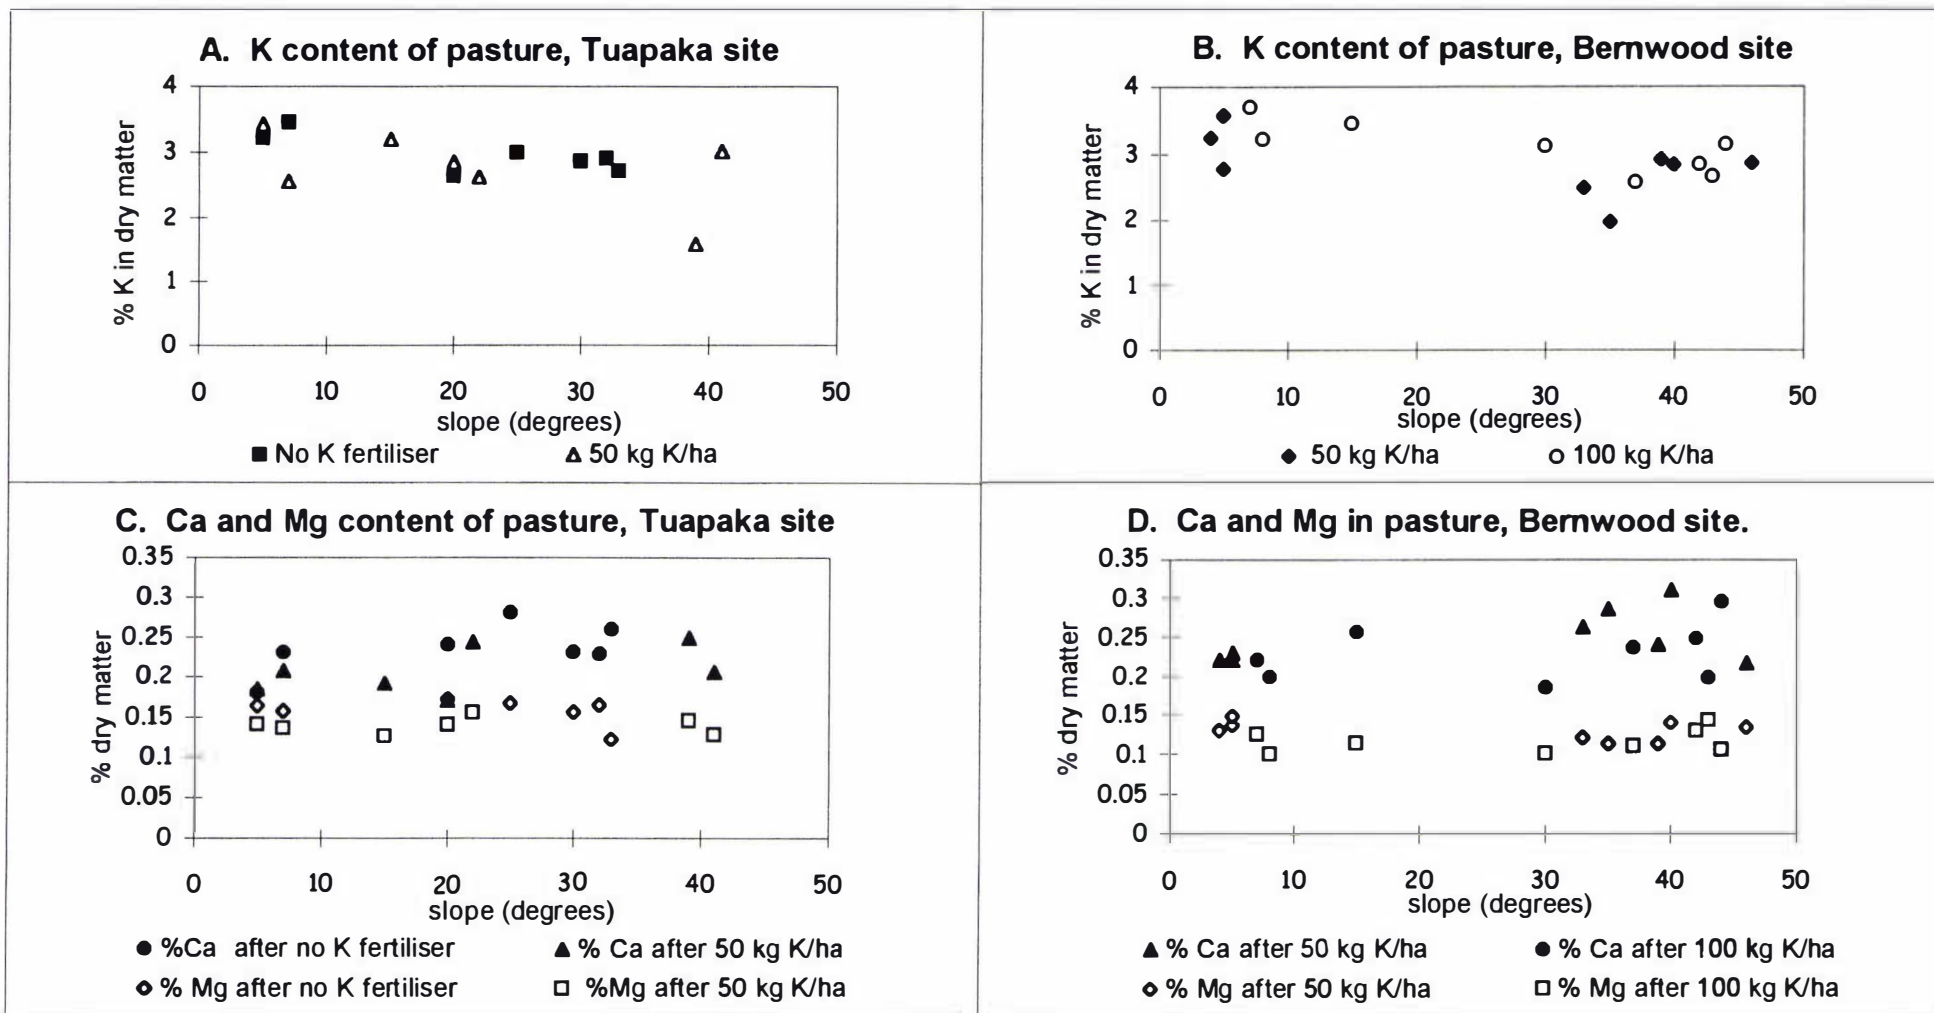 A. K content of pasture, Tuapaka site
4
3
2
1
0
% K in dry matter
0 10 20 30 40 50
slope (degrees)
No K fertiliser 50 kg K/ha
B. K content of pasture, Bernwood site
4
3
2
1
0
% K in dry matter
0 10 20 30 40 50
slope (degrees)
50 kg K/ha 100 kg K/ha
C. Ca and Mg content of pasture, Tuapaka site
0.35
0.3
0.25
0.2
0.15
0.1
0.05
0
% dry matter
0 10 20 30 40 50
slope (degrees)
%Ca after no K fertiliser % Ca after 50 kg K/ha
% Mg after no K fertiliser %Mg after 50 kg K/ha
D. Ca and Mg in pasture, Bernwood site.
0.35
0.3
0.25
0.2
0.15
0.1
0.05
0
% dry matter
0 10 20 30 40 50
slope (degrees)
% Ca after 50 kg K/ha % Ca after 100 kg K/ha
% Mg after 50 kg K/ha % Mg after 100 kg K/ha